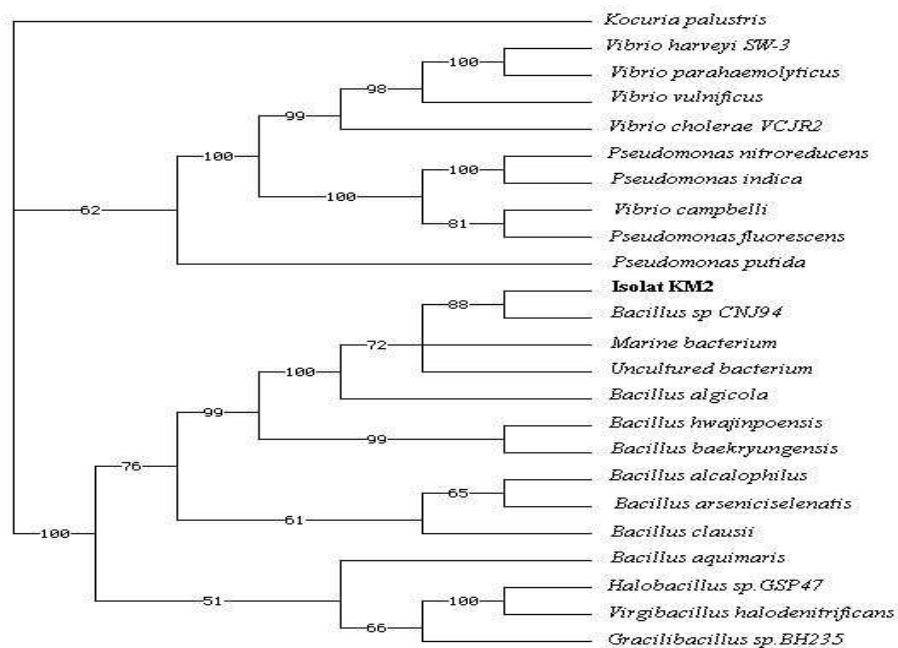 Kocuria palustris
Vibrio harveyi SW-3
100
Vibrio parahaemolyticus
98
Vibrio vulnificus
99
Vibrio cholerae VCJR2
100
Pseudomonas nitroreducens
100
Pseudomonas indica
100
62
Vibrio campbelli
81
Pseudomonas fluorescens
Pseudomonas putida
Isolat KM2
88
Bacillus sp CNJ94
72
Marine bacterium
100
Uncultured bacterium
Bacillus algicola
99
Bacillus hwajinpoensis
99
Bacillus baekryungensis
76
Bacillus alcalophilus
65
Bacillus arseniciselenatis
61
100
Bacillus clausii
Bacillus aquimaris
51
Halobacillus sp.GSP47
100
Virgibacillus halodenitrificans
66
Gracilibacillus sp.BH235